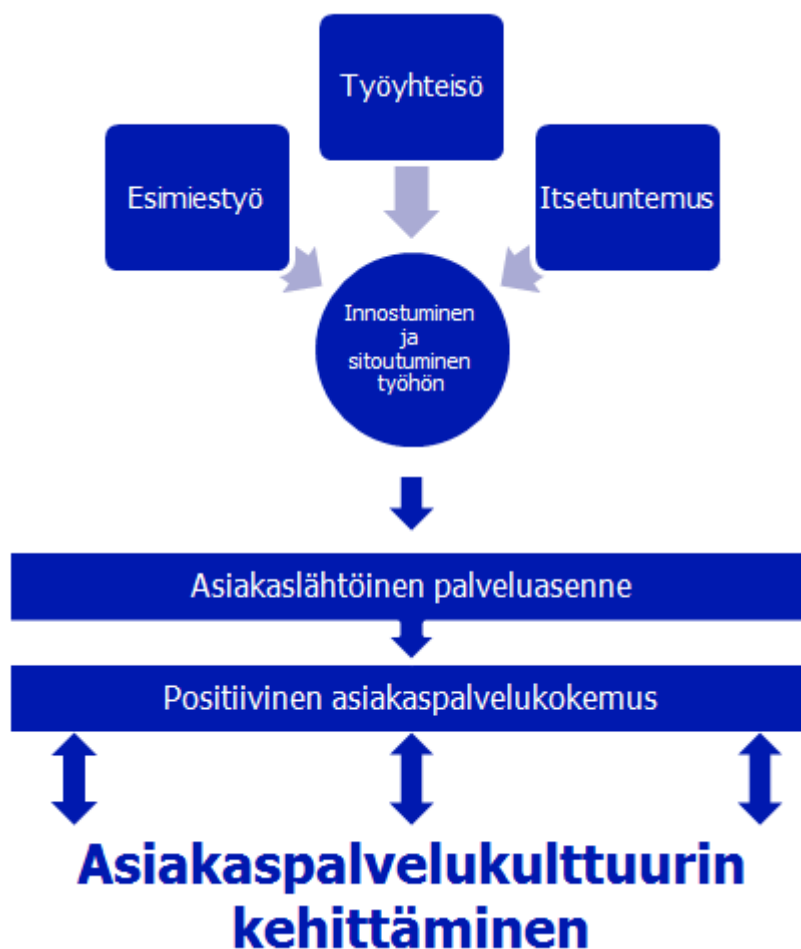 Työyhteisö
Esimiestyö
Itsetuntemus
Innostuminen
ja
sitoutuminen
työhön
Asiakaslähtöinen palveluasenne
Positiivinen asiakaspalvelukokemus
Asiakaspalvelukulttuurin
kehittäminen